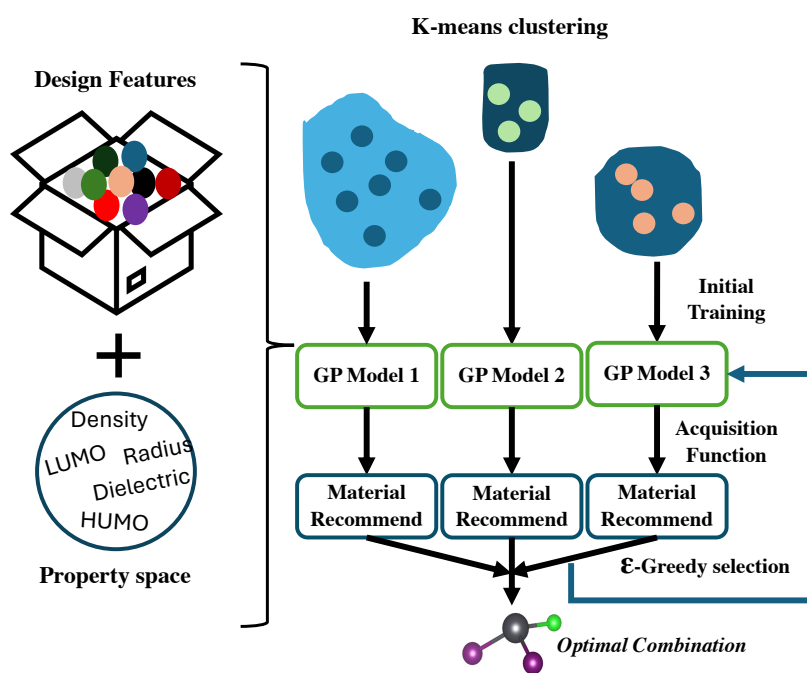 K-means clustering
Design Features
Initial
Training
GP Model 1
GP Model 2
GP Model 3
Density
LUMO
Radius
Dielectric
HUMO
Property space
Acquisition
Function
Material
Recommend
Material
Recommend
Material
Recommend
ε-Greedy selection
Optimal Combination